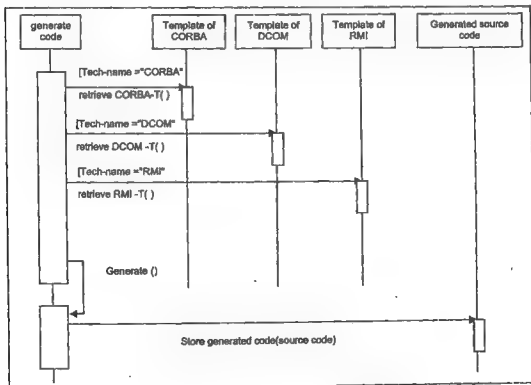 generate
code
Template of
CORBA
Template of
DCOM
Template of
RMI
Generated source
code
[Tech-name ="CORBA"
retrieve CORBA-T( )
[Tech-name ="DCOM"
retrieve DCOM -T( )
[Tech-name ="RMI"
retrieve RMI -T( )
Generate ()
Store generated code(source code)